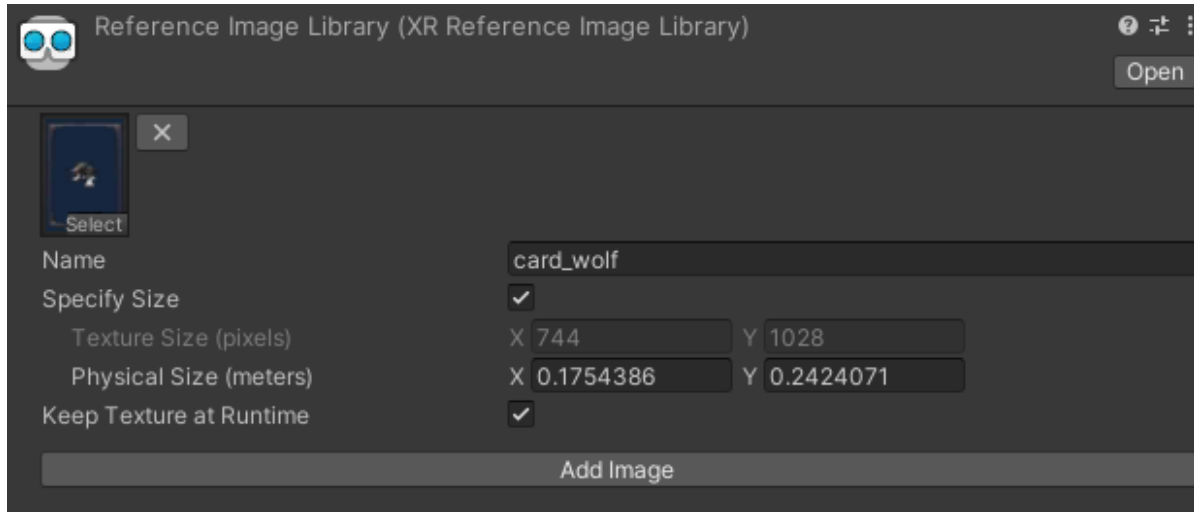 Reference Image Library (XR Reference Image Library)
Open
Select
Name card_wolf
Specify Size
Texture Size (pixels) X 744 Y 1028
Physical Size (meters) X 0.1754386 Y 0.2424071
Keep Texture at Runtime
Add Image